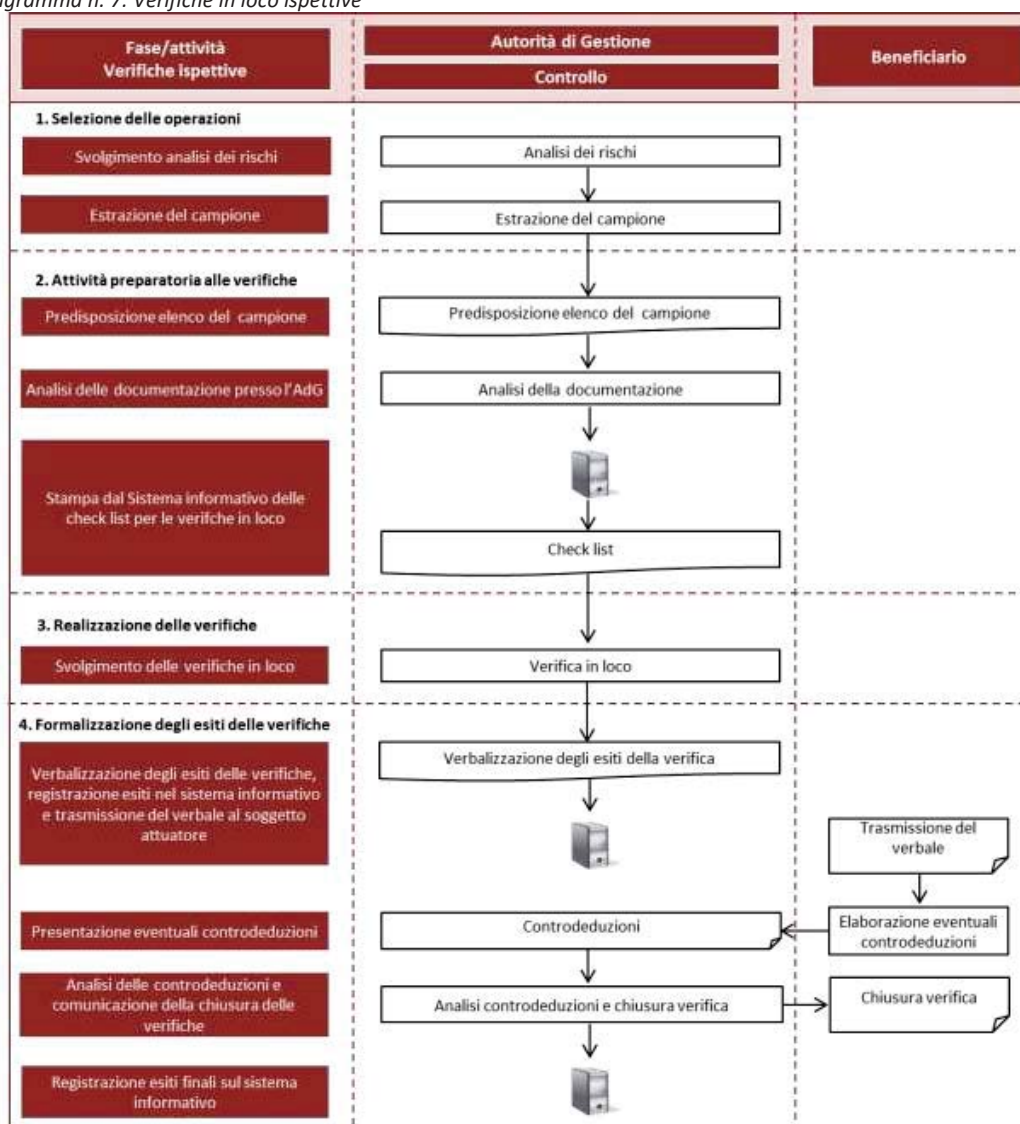 agramma n. 7: Verifiche in loco ispettive
Fase/attività
Verifiche ispettive
Autorità di Gestione
Controllo
Beneficiario
1. Selezione delle operazioni
Svolgimento analisi dei rischi
Analisi dei rischi
Estrazione del campione
Estrazione del campione
2. Attività preparatoria alle verifiche
Predisposizione elenco del campione
Predisposizione elenco del campione
Analisi delle documentazione presso l'AdG
Analisi della documentazione
Stampa dal Sistema informativo delle
check list per le verifche in loco
Check list
3. Realizzazione delle verifiche
Svolgimento delle verifiche in loco
Verifica in loco
4. Formalizzazione degli esiti delle verifiche
Verbalizzazione degli esiti delle verifiche,
registrazione esiti nel sistema informativo
e trasmissione del verbale al soggetto
attuatore
Verbalizzazione degli esiti della verifica
Trasmissione del
verbale
Presentazione eventuali controdeduzioni
Controdeduzioni
Elaborazione eventuali
controdeduzioni
Analisi delle controdeduzioni e
comunicazione della chiusura delle
verifiche
Analisi controdeduzioni e chiusura verifica
Chiusura verifica
Registrazione esiti finali sul sistema
informativo